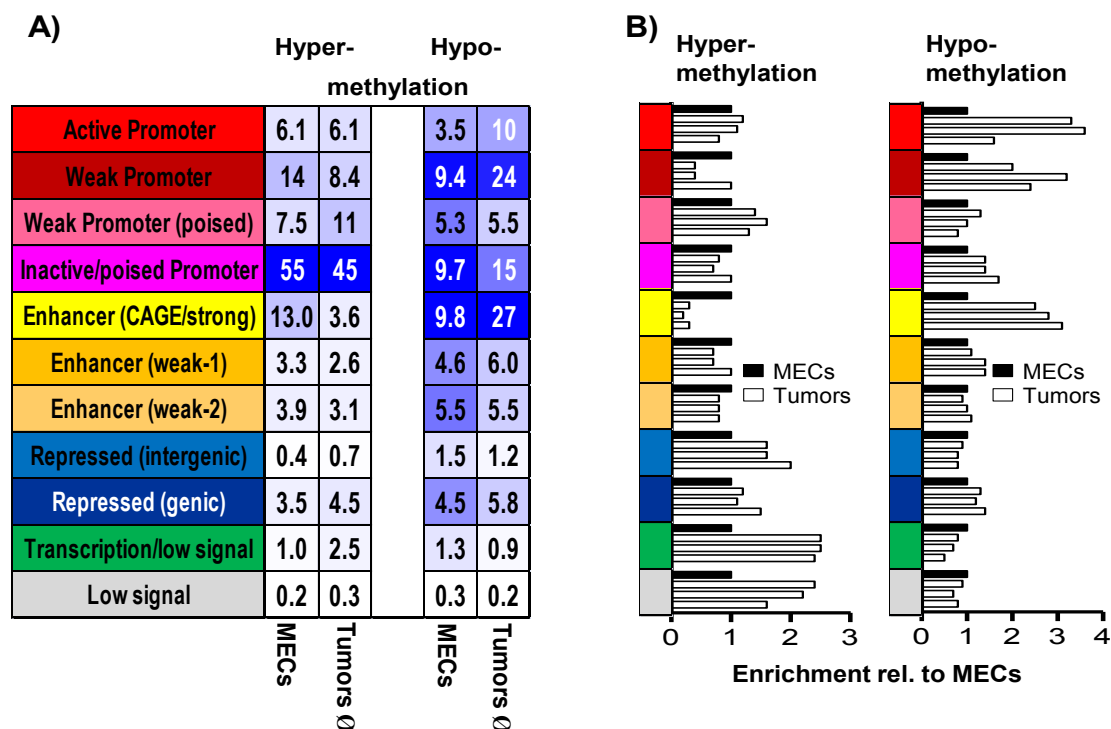 A)
Hyper-
Hypo-
methylation
Active Promoter 6.1 6.1 3.5 10
Weak Promoter 14 8.4 9.4 24
Weak Promoter (poised) 7.5 11 5.3 5.5
Inactive/poised Promoter 55 45 9.7 15
Enhancer (CAGE/strong) 13.0 3.6 9.8 27
Enhancer (weak-1) 3.3 2.6 4.6 6.0
Enhancer (weak-2) 3.9 3.1 5.5 5.5
Repressed (intergenic) 0.4 0.7 1.5 1.2
Repressed (genic) 3.5 4.5 4.5 5.8
Transcription/low signal 1.0 2.5 1.3 0.9
Low signal 0.2 0.3 0.3 0.2
MECs
Tumors Ø
MECs
Tumors Ø
B)
Hyper-
methylation
MECs
Tumors
0 1 2 3
Hypo-
methylation
MECs
Tumors
0 1 2 3 4
Enrichment rel. to MECs